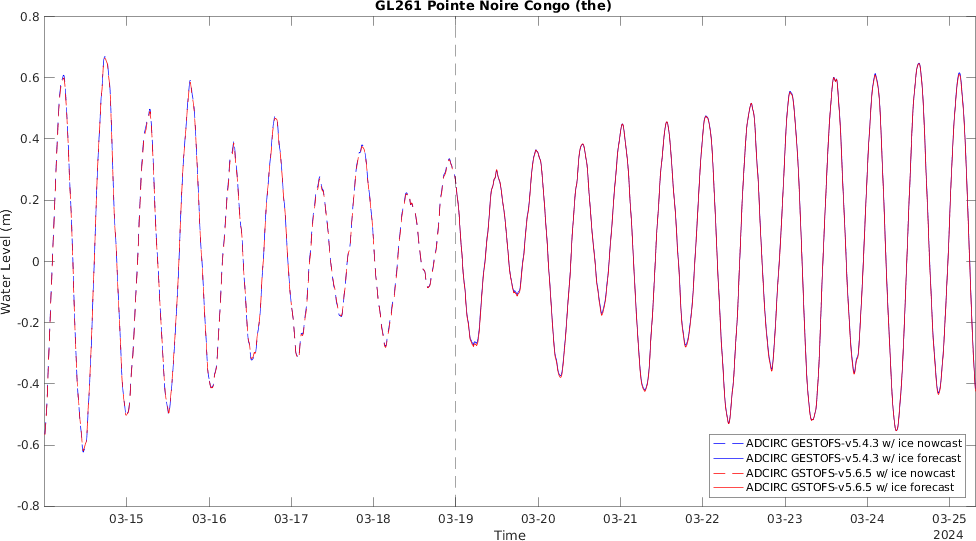 GL261 Pointe Noire Congo (the)
0.8
0.6
0.4
0.2
0
-0.2
-0.4
-0.6
-0.8
Water Level (m)
ADCIRC GESTOFS-v5.4.3 w/ ice nowcast
ADCIRC GESTOFS-v5.4.3 w/ ice forecast
ADCIRC GSTOFS-v5.6.5 w/ ice nowcast
ADCIRC GSTOFS-v5.6.5 w/ ice forecast
03-15 03-16 03-17 03-18 03-19 03-20 03-21 03-22 03-23 03-24 03-25
Time
2024